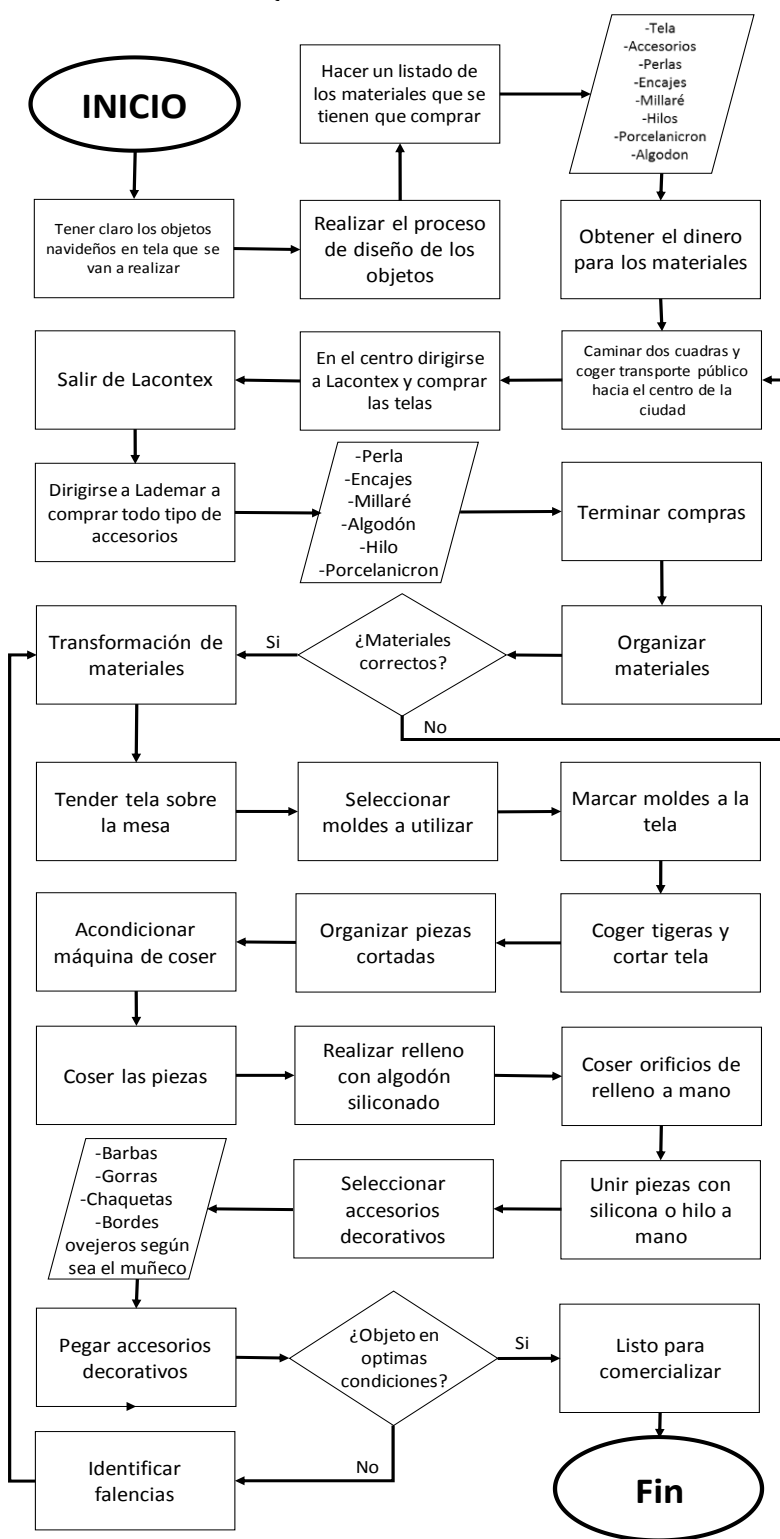 INICIO
Tener claro los objetos
navideños en tela que se
van a realizar
Realizar el proceso
de diseño de los
objetos
Hacer un listado de
los materiales que se
tienen que comprar
-Tela
-Accesorios
-Perlas
-Encajes
-Millaré
-Hilos
-Porcelanicron
-Algodon
Obtener el dinero
para los materiales
Caminar dos cuadras y
coger transporte público
hacia el centro de la
ciudad
En el centro dirigirse
a Lacontex y comprar
las telas
Salir de Lacontex
Dirigirse a Lademar a
comprar todo tipo de
accesorios
-Perla
-Encajes
-Millaré
-Algodón
-Hilo
-Porcelanicron
Terminar compras
Organizar
materiales
¿Materiales
correctos?
Si
No
Transformación de
materiales
Tender tela sobre
la mesa
Seleccionar
moldes a utilizar
Marcar moldes a la
tela
Coger tigeras y
cortar tela
Organizar piezas
cortadas
Acondicionar
máquina de coser
Coser las piezas
Realizar relleno
con algodón
siliconado
Coser orificios de
relleno a mano
Unir piezas con
silicona o hilo a
mano
Seleccionar
accesorios
decorativos
-Barbas
-Gorras
-Chaquetas
-Bordes
ovejeros según
sea el muñeco
Pegar accesorios
decorativos
¿Objeto en
optimas
condiciones?
Si
No
Listo para
comercializar
Identificar
falencias
Fin